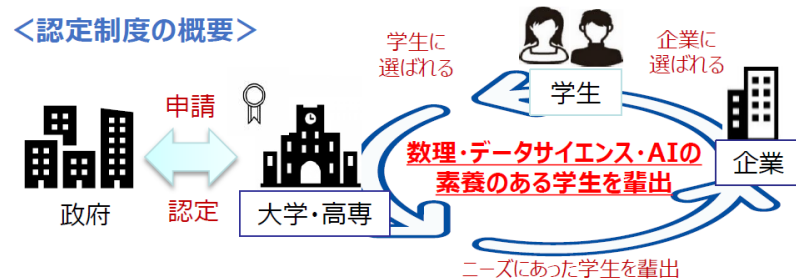 <認定制度の概要>
学生に
選ばれる
企業に
選ばれる
学生
申請
数理・データサイエンス・AIの
素養のある学生を輩出
企業
政府
認定
大学・高専
ニーズにあった学生を輩出